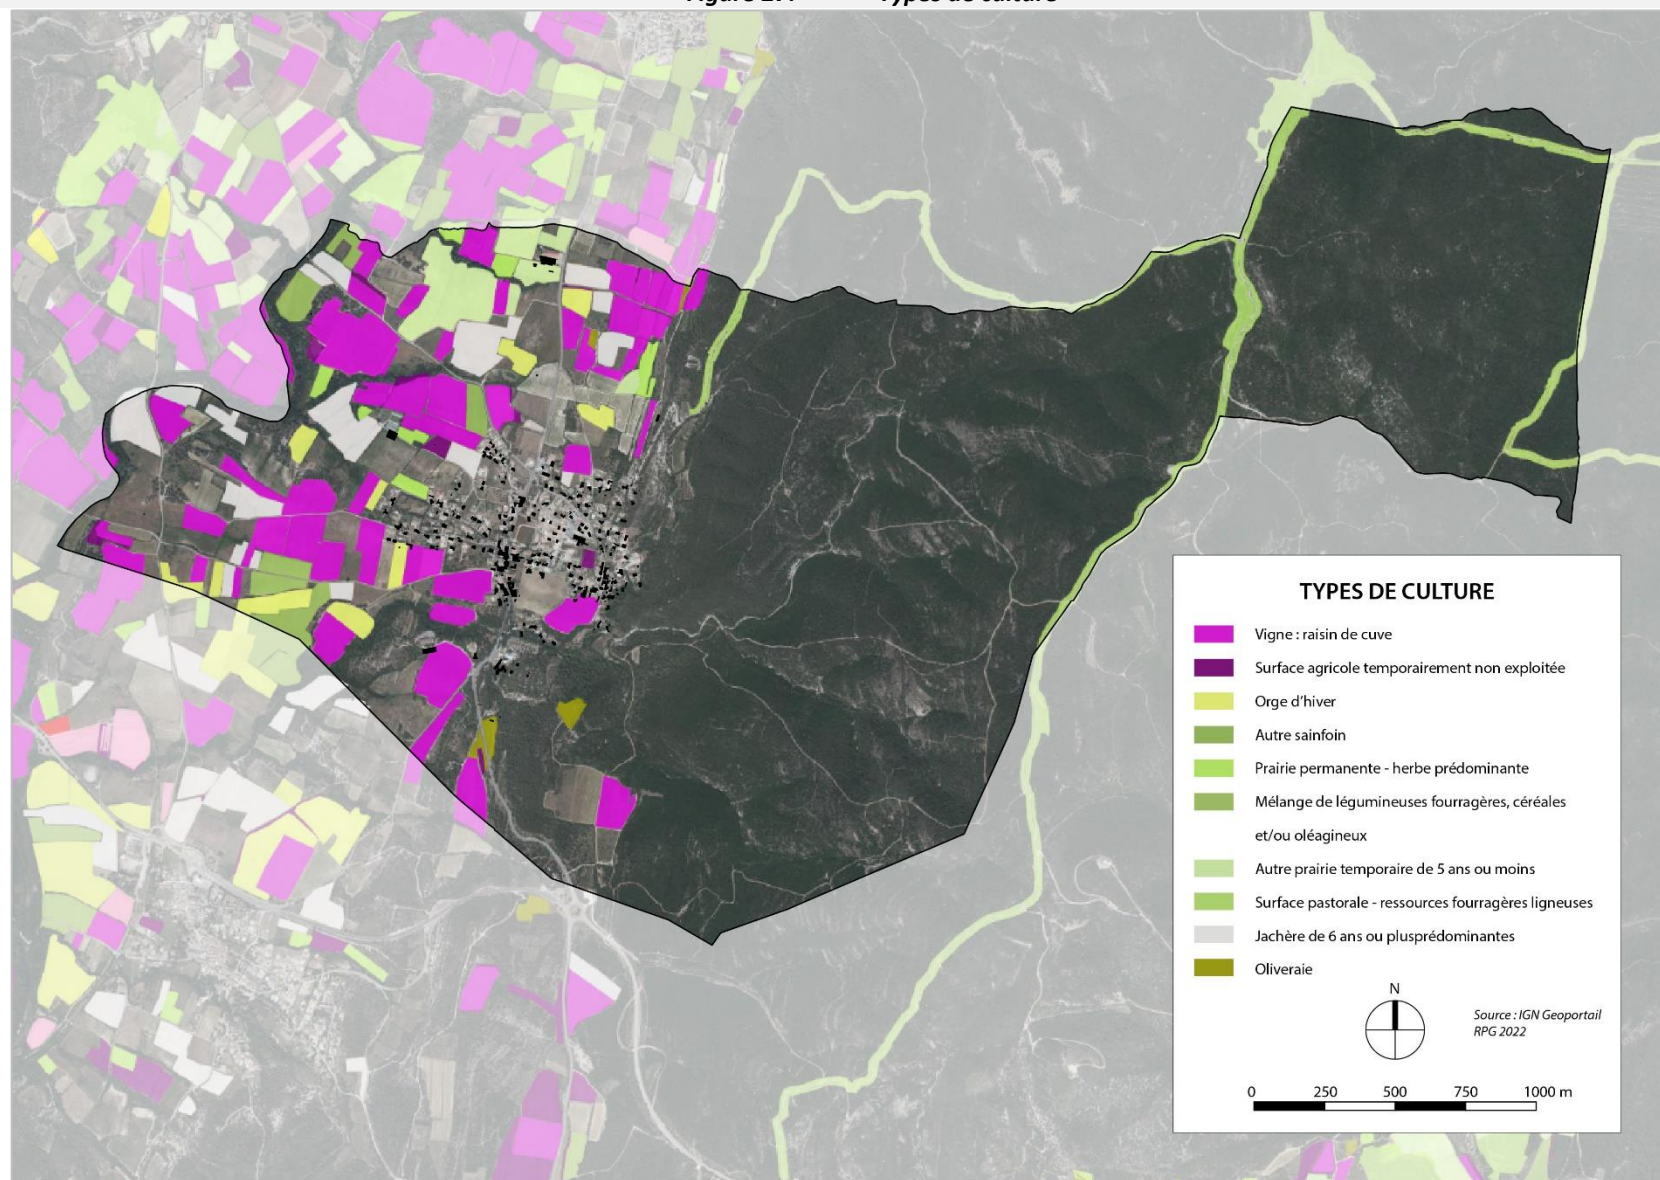 TYPES DE CULTURE
Vigne : raisin de cuve
Surface agricole temporairement non exploitée
Orge d'hiver
Autre sainfoin
Prairie permanente - herbe prédominante
Mélange de légumineuses fourragères, céréales
et/ou oléagineux
Autre prairie temporaire de 5 ans ou moins
Surface pastorale - ressources fourragères ligneuses
Jachère de 6 ans ou plusprédominantes
Oliveraie
N
Source : IGN Geoportail
RPG 2022
0 250 500 750 1000 m